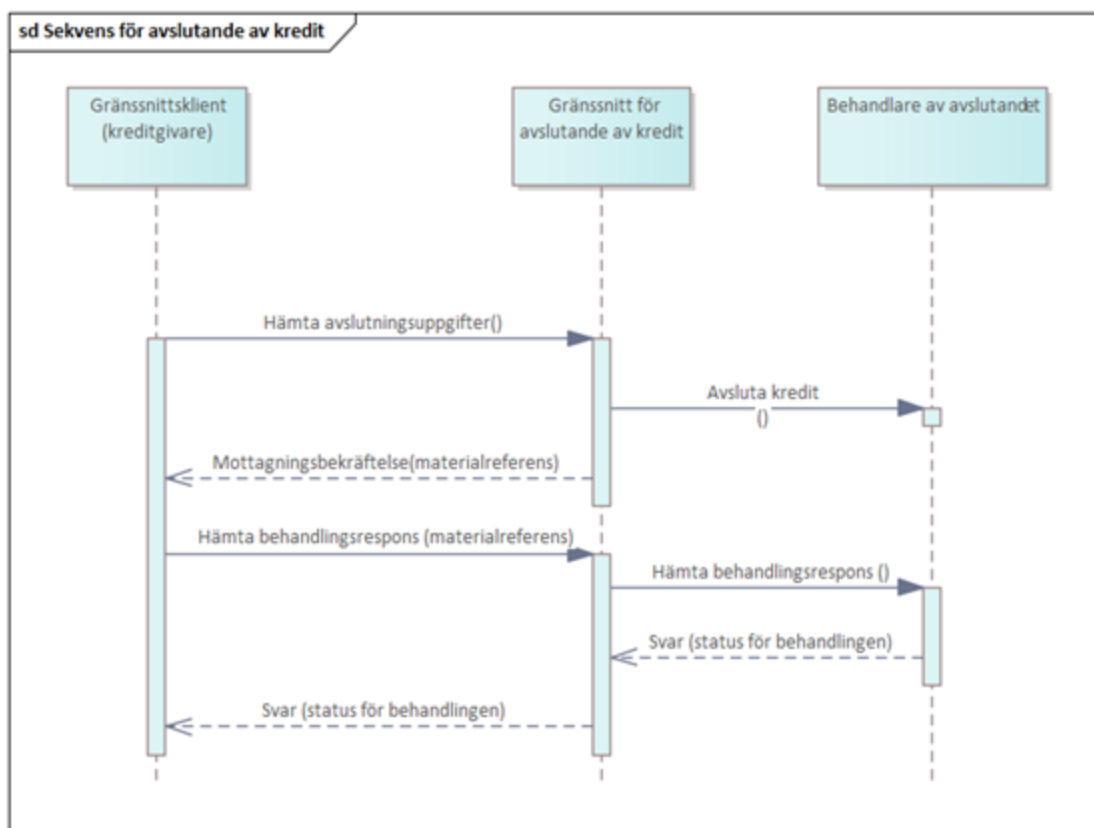 sd Sekvens för avslutande av kredit
Gränssnittsklient
(kreditgivare)
Gränssnitt för
avslutande av kredit
Behandlare av avslutandet
Hämta avslutningsuppgifter()
Avsluta kredit
()
Mottagningsbekräftelse(materialreferens)
Hämta behandlingsrespons (materialreferens)
Hämta behandlingsrespons ()
Svar (status för behandlingen)
Svar (status för behandlingen)